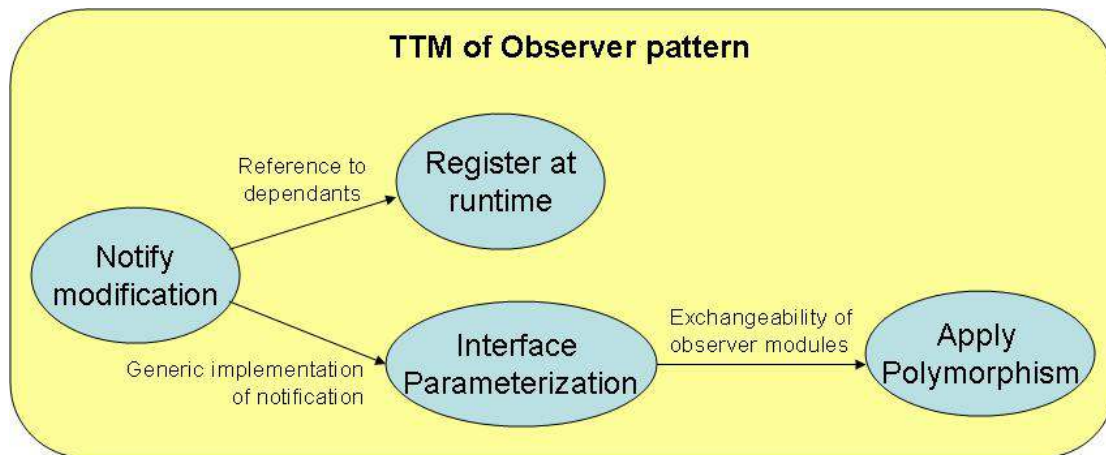 TTM of Observer pattern
Reference to
dependants
Register at
runtime
Notify
modification
Generic implementation
of notification
Interface
Parameterization
Exchangeability of
observer modules
Apply
Polymorphism